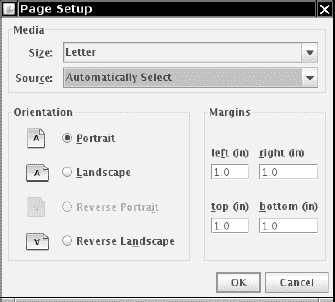 Page Setup
Media
Size: Letter
Source: Automatically Select
Orientation
A Portrait
A Landscape
A Reverse Portrait
A Reverse Landscape
Margins
left (in) right (in)
1.0 1.0
top (in) bottom (in)
1.0 1.0
OK Cancel